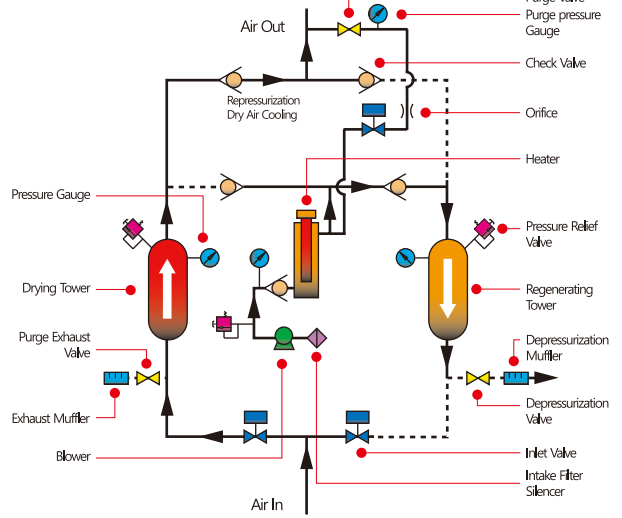 Purge Valve
Air Out
Purge pressure
Gauge
Check Valve
Repressurization
Dry Air Cooling
Orifice
Heater
Pressure Gauge
Pressure Relief
Valve
Drying Tower
Regenerating
Tower
Purge Exhaust
Valve
Depressurization
Muffler
Exhaust Muffler
Depressurization
Valve
Blower
Inlet Valve
Intake Filter
Silencer
Air In